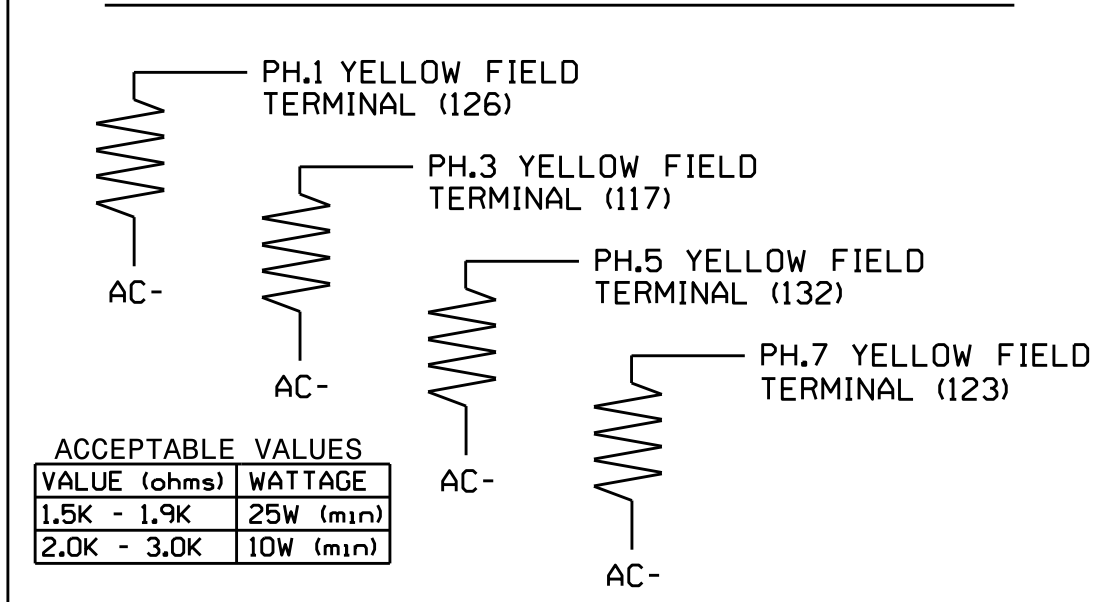 PH.1 YELLOW FIELD
TERMINAL (126)
AC-
PH.3 YELLOW FIELD
TERMINAL (117)
AC-
PH.5 YELLOW FIELD
TERMINAL (132)
AC-
PH.7 YELLOW FIELD
TERMINAL (123)
AC-
ACCEPTABLE VALUES
VALUE (ohms) WATTAGE
1.5K - 1.9K 25W (min)
2.0K - 3.0K 10W (min)